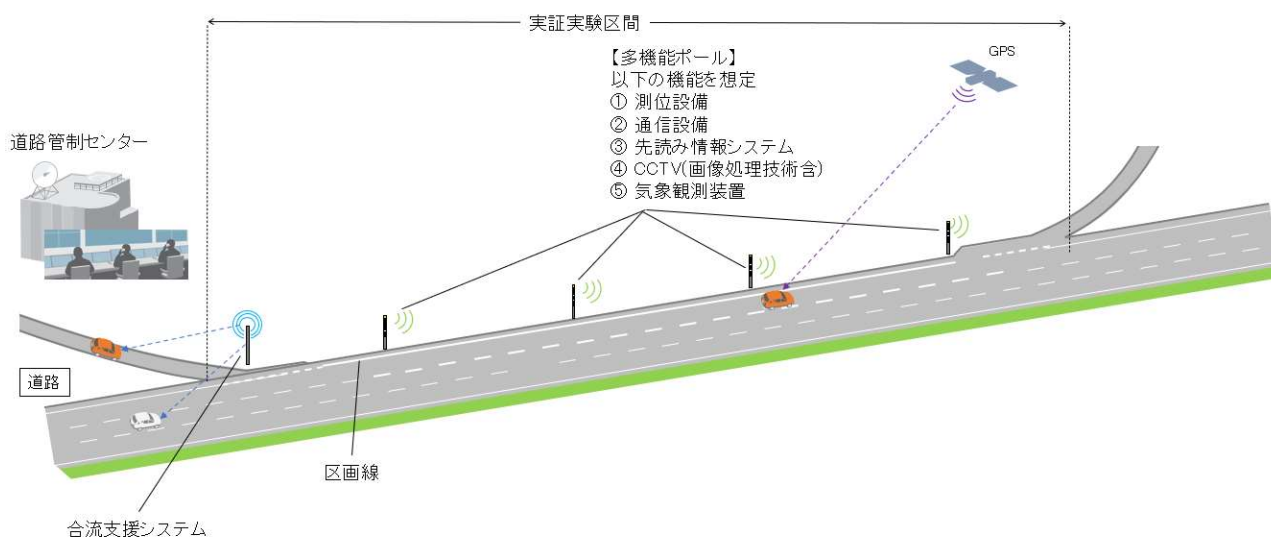 実証実験区間
【多機能ポール】
以下の機能を想定
① 測位設備
② 通信設備
③ 先読み情報システム
④ CCTV(画像処理技術含)
⑤ 気象観測装置
GPS
道路管制センター
道路
区画線
合流支援システム